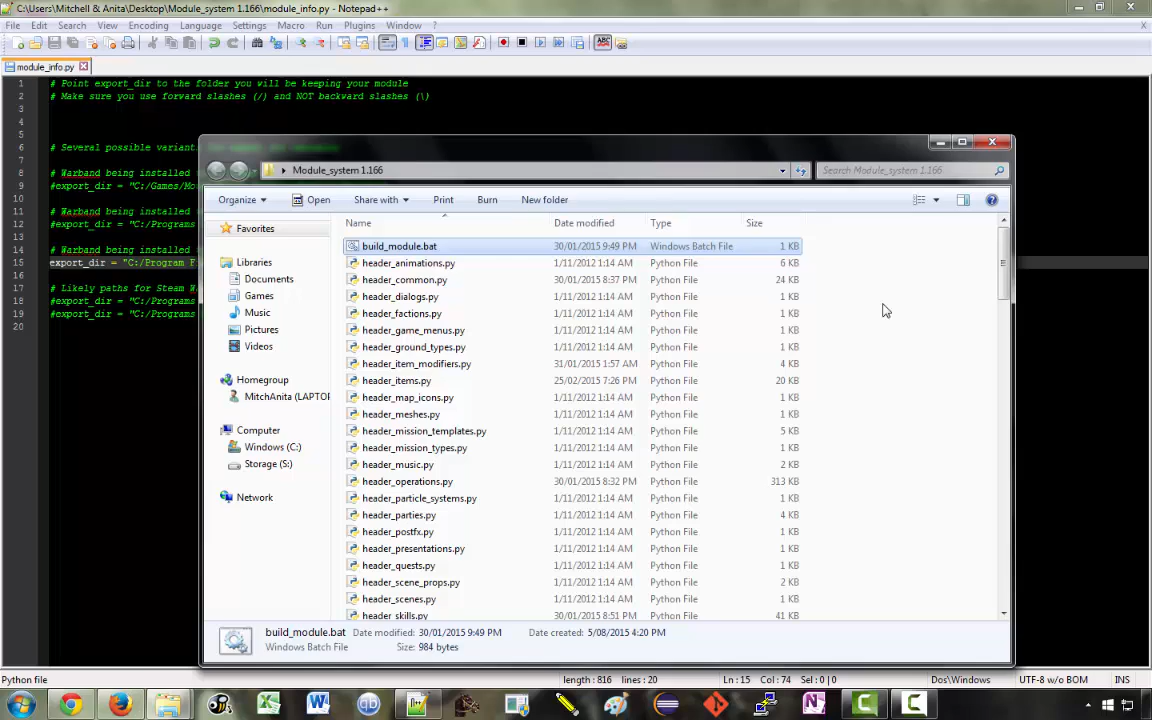 C:\Users\Mitchell & Anita\Desktop\Module_system 1.166\module_info.py - Notepad++
File Edit Search View Encoding Language Settings Macro Run Plugins Window ?
X
module_info.py
1 # Point export_dir to the folder you will be keeping your module
2 # Make sure you use forward slashes (/) and NOT backward slashes (\)
3
4
5
6 # Several possible variant
7
8 # Warband being installed
9 #export_dir = "C:/Games/Mo
10
11 # Warband being installed
12 #export_dir = "C:/Programs
13
14 # Warband being installed
15 export_dir = "C:/Program F
16
17 # Likely paths for Steam W
18 #export_dir = "C:/Programs
19 #export_dir = "C:/Programs
20
Module_system 1.166
Search Module_system 1.166
Organize Open Share with Print Burn New folder
Favorites
Libraries
Documents
Games
Music
Pictures
Videos
Homegroup
MitchAnita (LAPTOP
Computer
Windows (C:)
Storage (S:)
Network
Name Date modified Type Size
build_module.bat 30/01/2015 9:49 PM Windows Batch File 1 KB
header_animations.py 1/11/2012 1:14 AM Python File 6 KB
header_common.py 30/01/2015 8:37 PM Python File 24 KB
header_dialogs.py 1/11/2012 1:14 AM Python File 1 KB
header_factions.py 1/11/2012 1:14 AM Python File 1 KB
header_game_menus.py 1/11/2012 1:14 AM Python File 1 KB
header_ground_types.py 1/11/2012 1:14 AM Python File 1 KB
header_item_modifiers.py 31/01/2015 1:57 AM Python File 4 KB
header_items.py 25/02/2015 7:26 PM Python File 20 KB
header_map_icons.py 1/11/2012 1:14 AM Python File 1 KB
header_meshes.py 1/11/2012 1:14 AM Python File 1 KB
header_mission_templates.py 1/11/2012 1:14 AM Python File 5 KB
header_mission_types.py 1/11/2012 1:14 AM Python File 1 KB
header_music.py 1/11/2012 1:14 AM Python File 2 KB
header_operations.py 30/01/2015 8:32 PM Python File 313 KB
header_particle_systems.py 1/11/2012 1:14 AM Python File 1 KB
header_parties.py 1/11/2012 1:14 AM Python File 4 KB
header_postfx.py 1/11/2012 1:14 AM Python File 1 KB
header_presentations.py 1/11/2012 1:14 AM Python File 1 KB
header_quests.py 1/11/2012 1:14 AM Python File 1 KB
header_scene_props.py 1/11/2012 1:14 AM Python File 2 KB
header_scenes.py 1/11/2012 1:14 AM Python File 1 KB
header_skills.py 30/01/2015 8:51 PM Python File 41 KB
build_module.bat Date modified: 30/01/2015 9:49 PM Date created: 5/08/2015 4:20 PM
Windows Batch File Size: 984 bytes
Python file length : 816 lines : 20 Ln : 15 Col : 74 Sel : 0 | 0 Dos\Windows UTF-8 w/o BOM INS